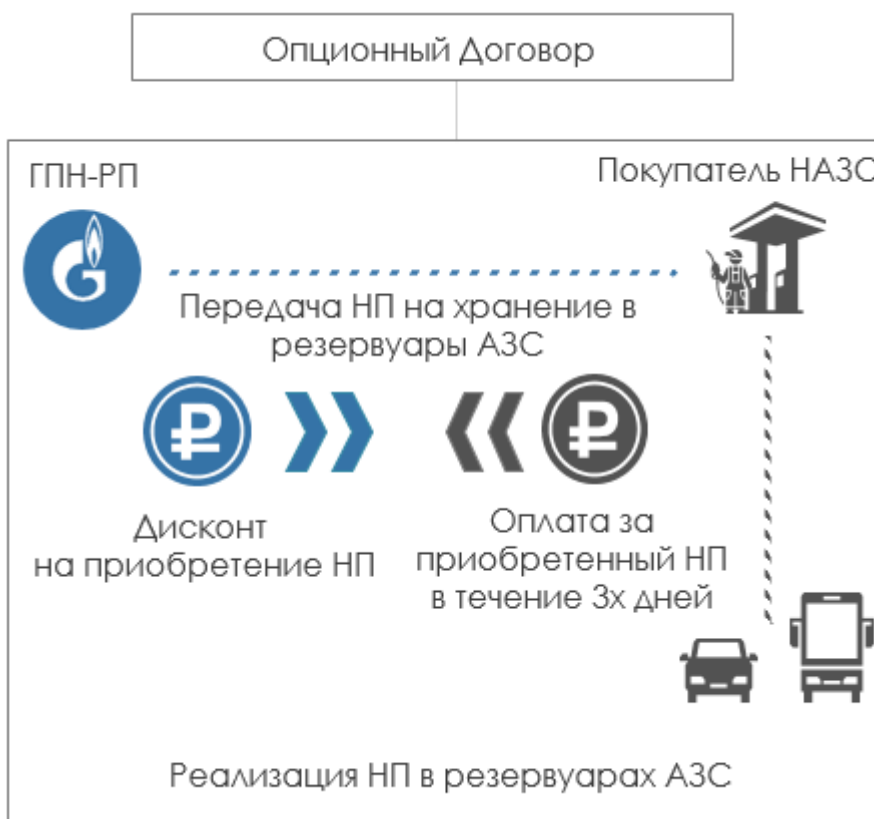 Опционный Договор
ГПН-РП
Покупатель НАЗС
Передача НП на хранение в
резервуары АЗС
Дисконт
на приобретение НП
Оплата за
приобретенный НП
в течение 3х дней
Реализация НП в резервуарах АЗС